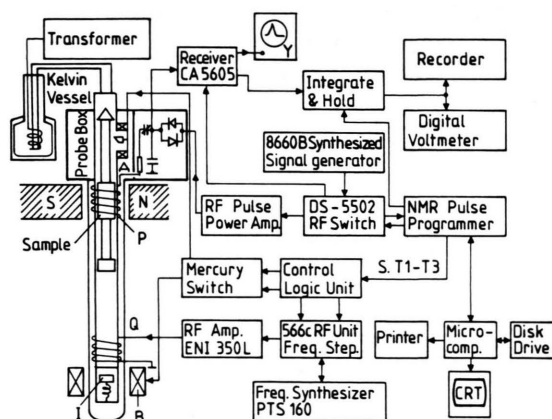 Transformer
Kelvin
Vessel
Probe Box
Receiver
CA 5605
Y
Integrate
& Hold
Recorder
Digital
Voltmeter
8660B Synthesized
Signal generator
S
N
Sample
P
RF Pulse
Power Amp.
DS-5502
RF Switch
NMR Pulse
Programmer
Mercury
Switch
Control
Logic Unit
S. T1-T3
Q
RF Amp.
ENI 350L
566c RF Unit
Freq. Step.
Printer
Micro-
comp.
Disk
Drive
I
B
Freq. Synthesizer
PTS 160
CRT